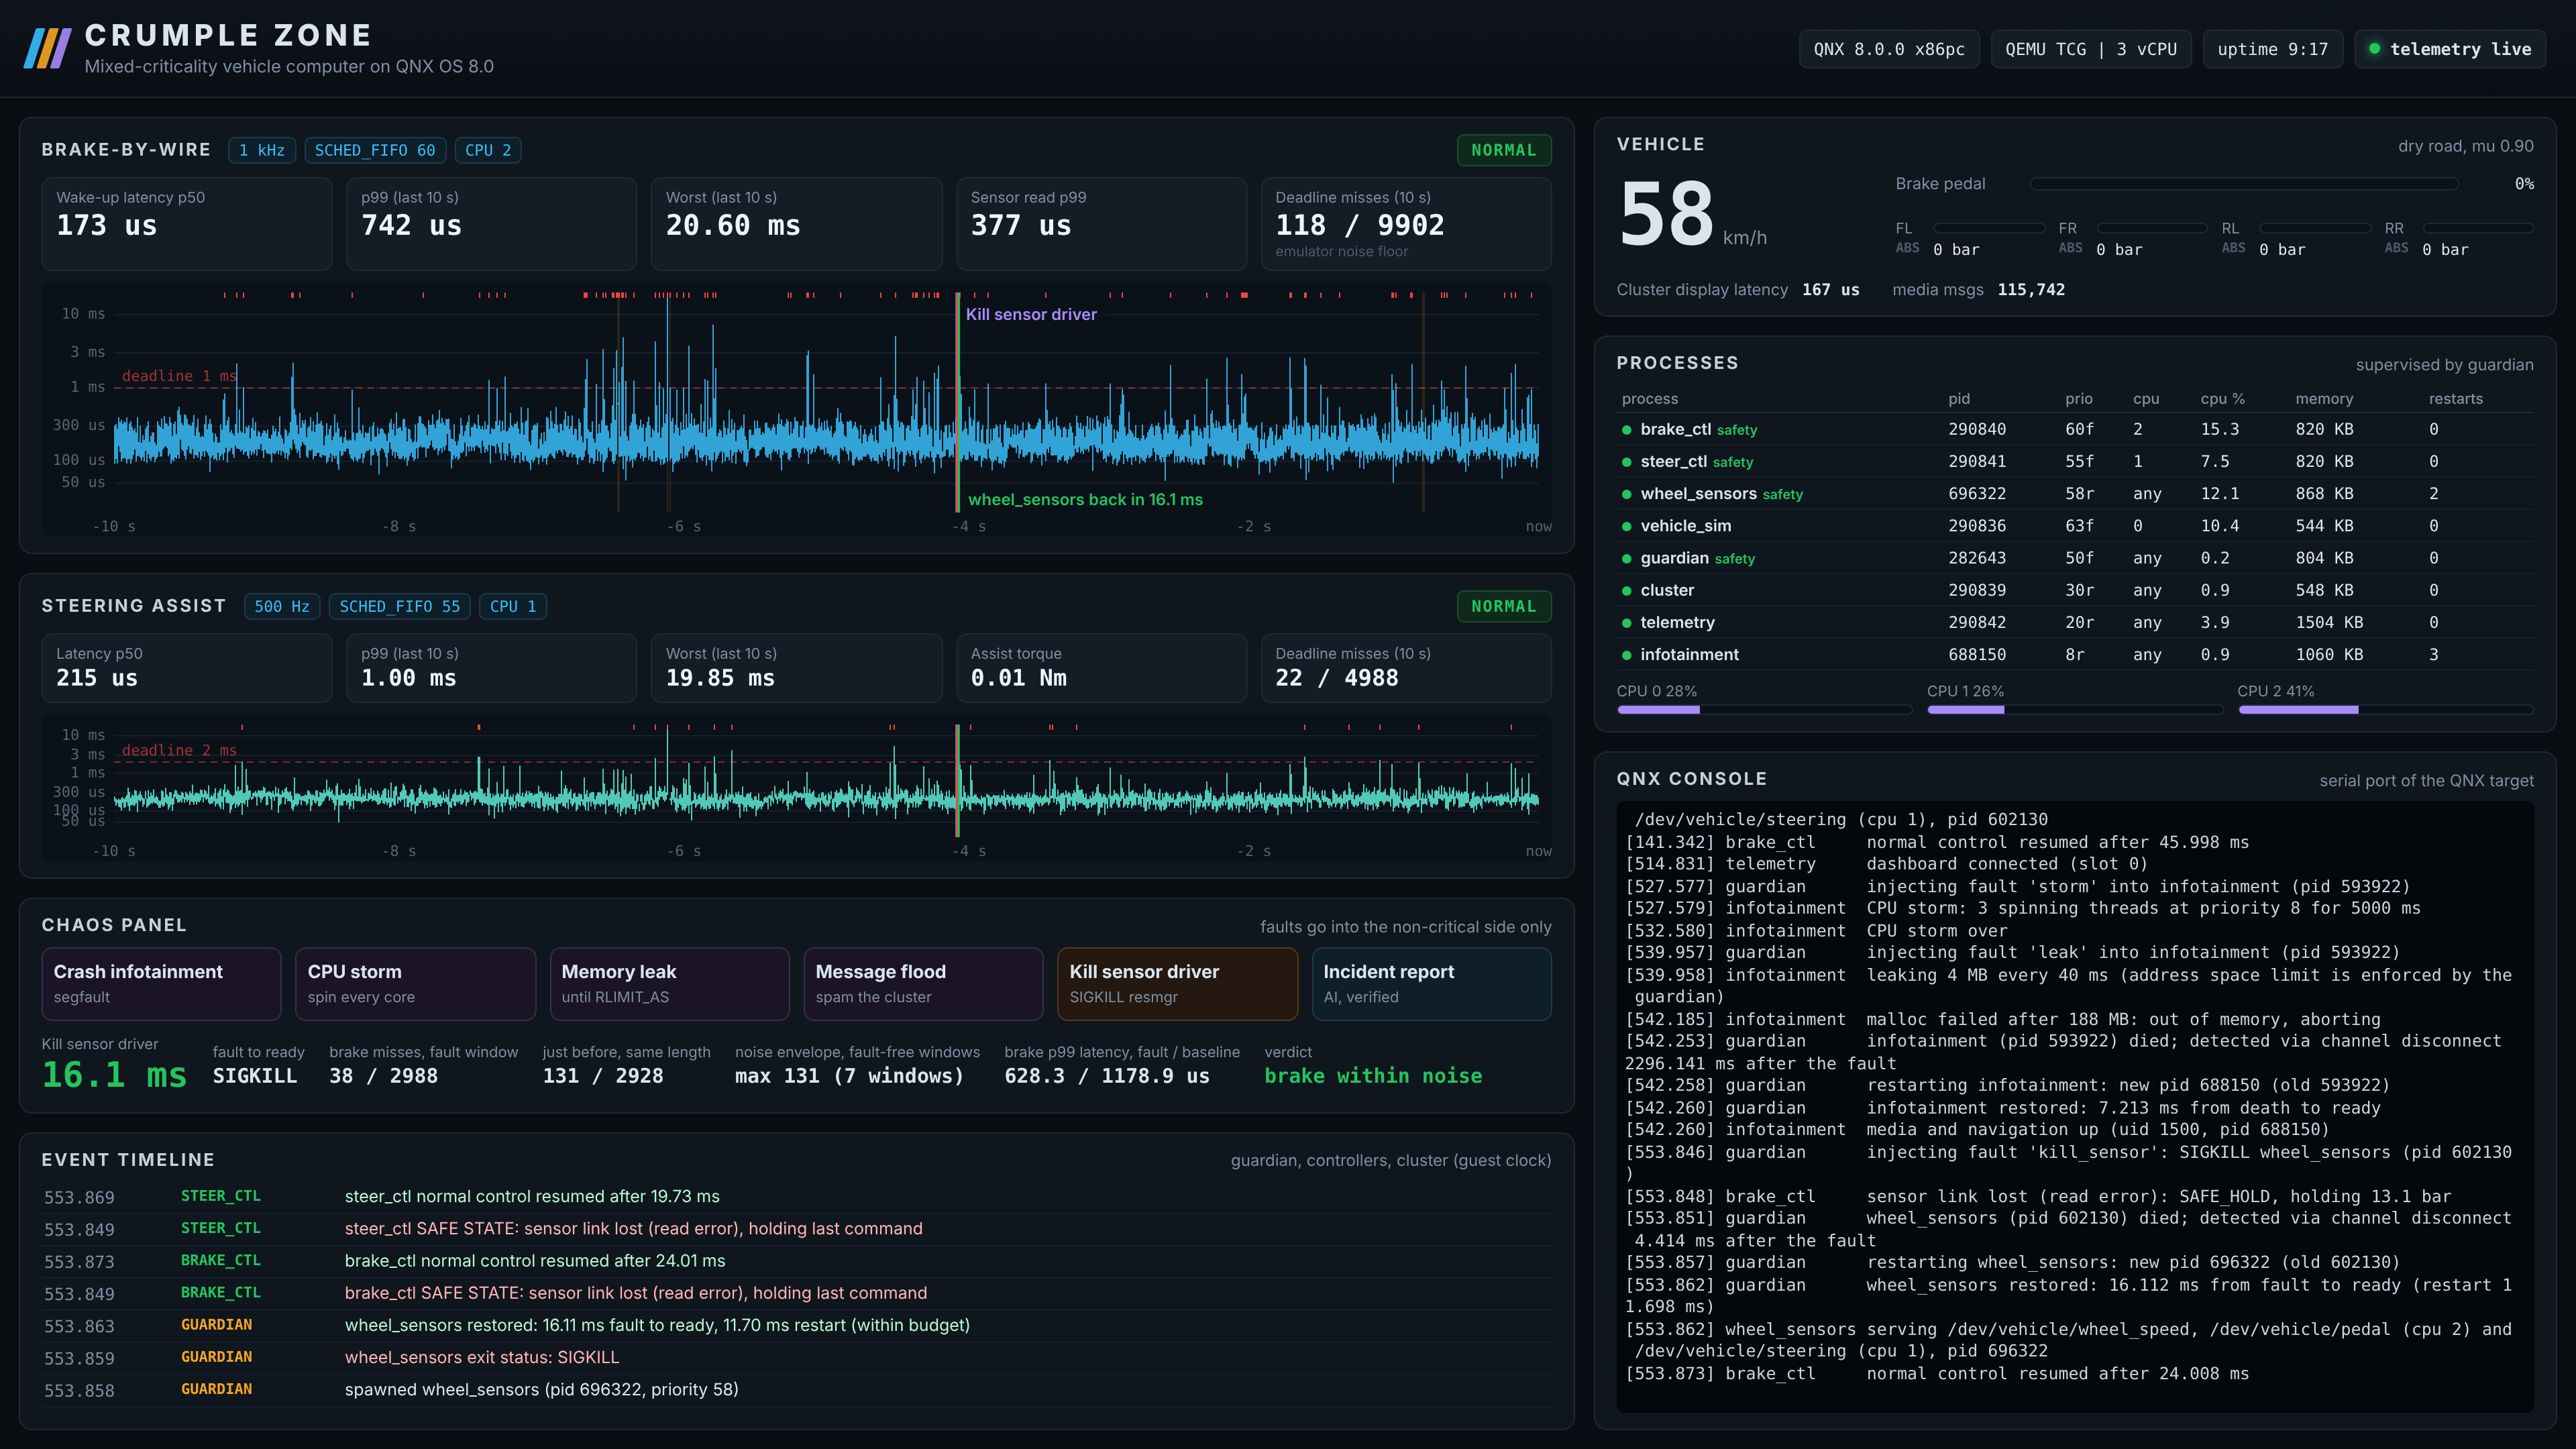 CRUMPLE ZONE
Mixed-criticality vehicle computer on QNX OS 8.0
QNX 8.0.0 x86pc
QEMU TCG | 3 vCPU
uptime 9:17
telemetry live
BRAKE-BY-WIRE 1 kHz SCHED_FIFO 60 CPU 2 NORMAL
Wake-up latency p50
173 us
p99 (last 10 s)
742 us
Worst (last 10 s)
20.60 ms
Sensor read p99
377 us
Deadline misses (10 s)
118 / 9902
emulator noise floor
10 ms
3 ms
1 ms
300 us
100 us
50 us
deadline 1 ms
Kill sensor driver
wheel_sensors back in 16.1 ms
-10 s -8 s -6 s -4 s -2 s now
STEERING ASSIST 500 Hz SCHED_FIFO 55 CPU 1 NORMAL
Latency p50
215 us
p99 (last 10 s)
1.00 ms
Worst (last 10 s)
19.85 ms
Assist torque
0.01 Nm
Deadline misses (10 s)
22 / 4988
10 ms
3 ms
1 ms
300 us
100 us
50 us
deadline 2 ms
-10 s -8 s -6 s -4 s -2 s now
CHAOS PANEL faults go into the non-critical side only
Crash infotainment
segfault
CPU storm
spin every core
Memory leak
until RLIMIT_AS
Message flood
spam the cluster
Kill sensor driver
SIGKILL resmgr
Incident report
AI, verified
Kill sensor driver
16.1 ms
fault to ready
SIGKILL
brake misses, fault window
38 / 2988
just before, same length
131 / 2928
noise envelope, fault-free windows
max 131 (7 windows)
brake p99 latency, fault / baseline
628.3 / 1178.9 us
verdict
brake within noise
EVENT TIMELINE guardian, controllers, cluster (guest clock)
553.869 STEER_CTL steer_ctl normal control resumed after 19.73 ms
553.849 STEER_CTL steer_ctl SAFE STATE: sensor link lost (read error), holding last command
553.873 BRAKE_CTL brake_ctl normal control resumed after 24.01 ms
553.849 BRAKE_CTL brake_ctl SAFE STATE: sensor link lost (read error), holding last command
553.863 GUARDIAN wheel_sensors restored: 16.11 ms fault to ready, 11.70 ms restart (within budget)
553.859 GUARDIAN wheel_sensors exit status: SIGKILL
553.858 GUARDIAN spawned wheel_sensors (pid 696322, priority 58)
VEHICLE dry road, mu 0.90
58 km/h
Brake pedal 0%
FL FR RL RR
ABS 0 bar ABS 0 bar ABS 0 bar ABS 0 bar
Cluster display latency 167 us media msgs 115,742
PROCESSES supervised by guardian
process pid prio cpu cpu % memory restarts
brake_ctl safety 290840 60f 2 15.3 820 KB 0
steer_ctl safety 290841 55f 1 7.5 820 KB 0
wheel_sensors safety 696322 58r any 12.1 868 KB 2
vehicle_sim 290836 63f 0 10.4 544 KB 0
guardian safety 282643 50f any 0.2 804 KB 0
cluster 290839 30r any 0.9 548 KB 0
telemetry 290842 20r any 3.9 1504 KB 0
infotainment 688150 8r any 0.9 1060 KB 3
CPU 0 28% CPU 1 26% CPU 2 41%
QNX CONSOLE serial port of the QNX target
/dev/vehicle/steering (cpu 1), pid 602130
[141.342] brake_ctl normal control resumed after 45.998 ms
[514.831] telemetry dashboard connected (slot 0)
[527.577] guardian injecting fault 'storm' into infotainment (pid 593922)
[527.579] infotainment CPU storm: 3 spinning threads at priority 8 for 5000 ms
[532.580] infotainment CPU storm over
[539.957] guardian injecting fault 'leak' into infotainment (pid 593922)
[539.958] infotainment leaking 4 MB every 40 ms (address space limit is enforced by the
guardian)
[542.185] infotainment malloc failed after 188 MB: out of memory, aborting
[542.253] guardian infotainment (pid 593922) died; detected via channel disconnect
2296.141 ms after the fault
[542.258] guardian restarting infotainment: new pid 688150 (old 593922)
[542.260] guardian infotainment restored: 7.213 ms from death to ready
[542.260] infotainment media and navigation up (uid 1500, pid 688150)
[553.846] guardian injecting fault 'kill_sensor': SIGKILL wheel_sensors (pid 602130
)
[553.848] brake_ctl sensor link lost (read error): SAFE_HOLD, holding 13.1 bar
[553.851] guardian wheel_sensors (pid 602130) died; detected via channel disconnect
4.414 ms after the fault
[553.857] guardian restarting wheel_sensors: new pid 696322 (old 602130)
[553.862] guardian wheel_sensors restored: 16.112 ms from fault to ready (restart 1
1.698 ms)
[553.862] wheel_sensors serving /dev/vehicle/wheel_speed, /dev/vehicle/pedal (cpu 2) and
/dev/vehicle/steering (cpu 1), pid 696322
[553.873] brake_ctl normal control resumed after 24.008 ms